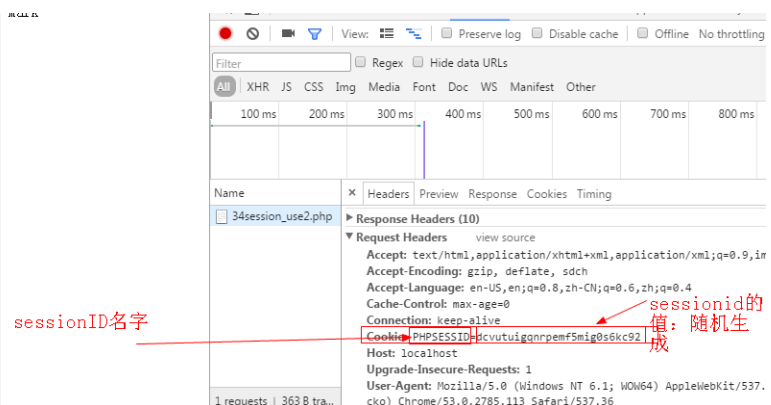 View:
Preserve log
Disable cache
Offline
No throttling
Filter
Regex
Hide data URLs
All
XHR
JS
CSS
Img
Media
Font
Doc
WS
Manifest
Other
100 ms
200 ms
300 ms
400 ms
500 ms
600 ms
700 ms
800 ms
Name
× Headers Preview Response Cookies Timing
34session_use2.php
Response Headers (10)
Request Headers view source
Accept: text/html,application/xhtml+xml,application/xml;q=0.9,im
Accept-Encoding: gzip, deflate, sdch
Accept-Language: en-US,en;q=0.8,zh-CN;q=0.6,zh;q=0.4
Cache-Control: max-age=0
Connection: keep-alive
Cookie: PHPSESSID=dcvutuigqnrpemf5mig0s6kc92
Host: localhost
Upgrade-Insecure-Requests: 1
User-Agent: Mozilla/5.0 (Windows NT 6.1; WOW64) AppleWebKit/537.
cko) Chrome/53.0.2785.113 Safari/537.36
sessionID名字
sessionid的
值：随机生
成
1 requests | 363 B tra...